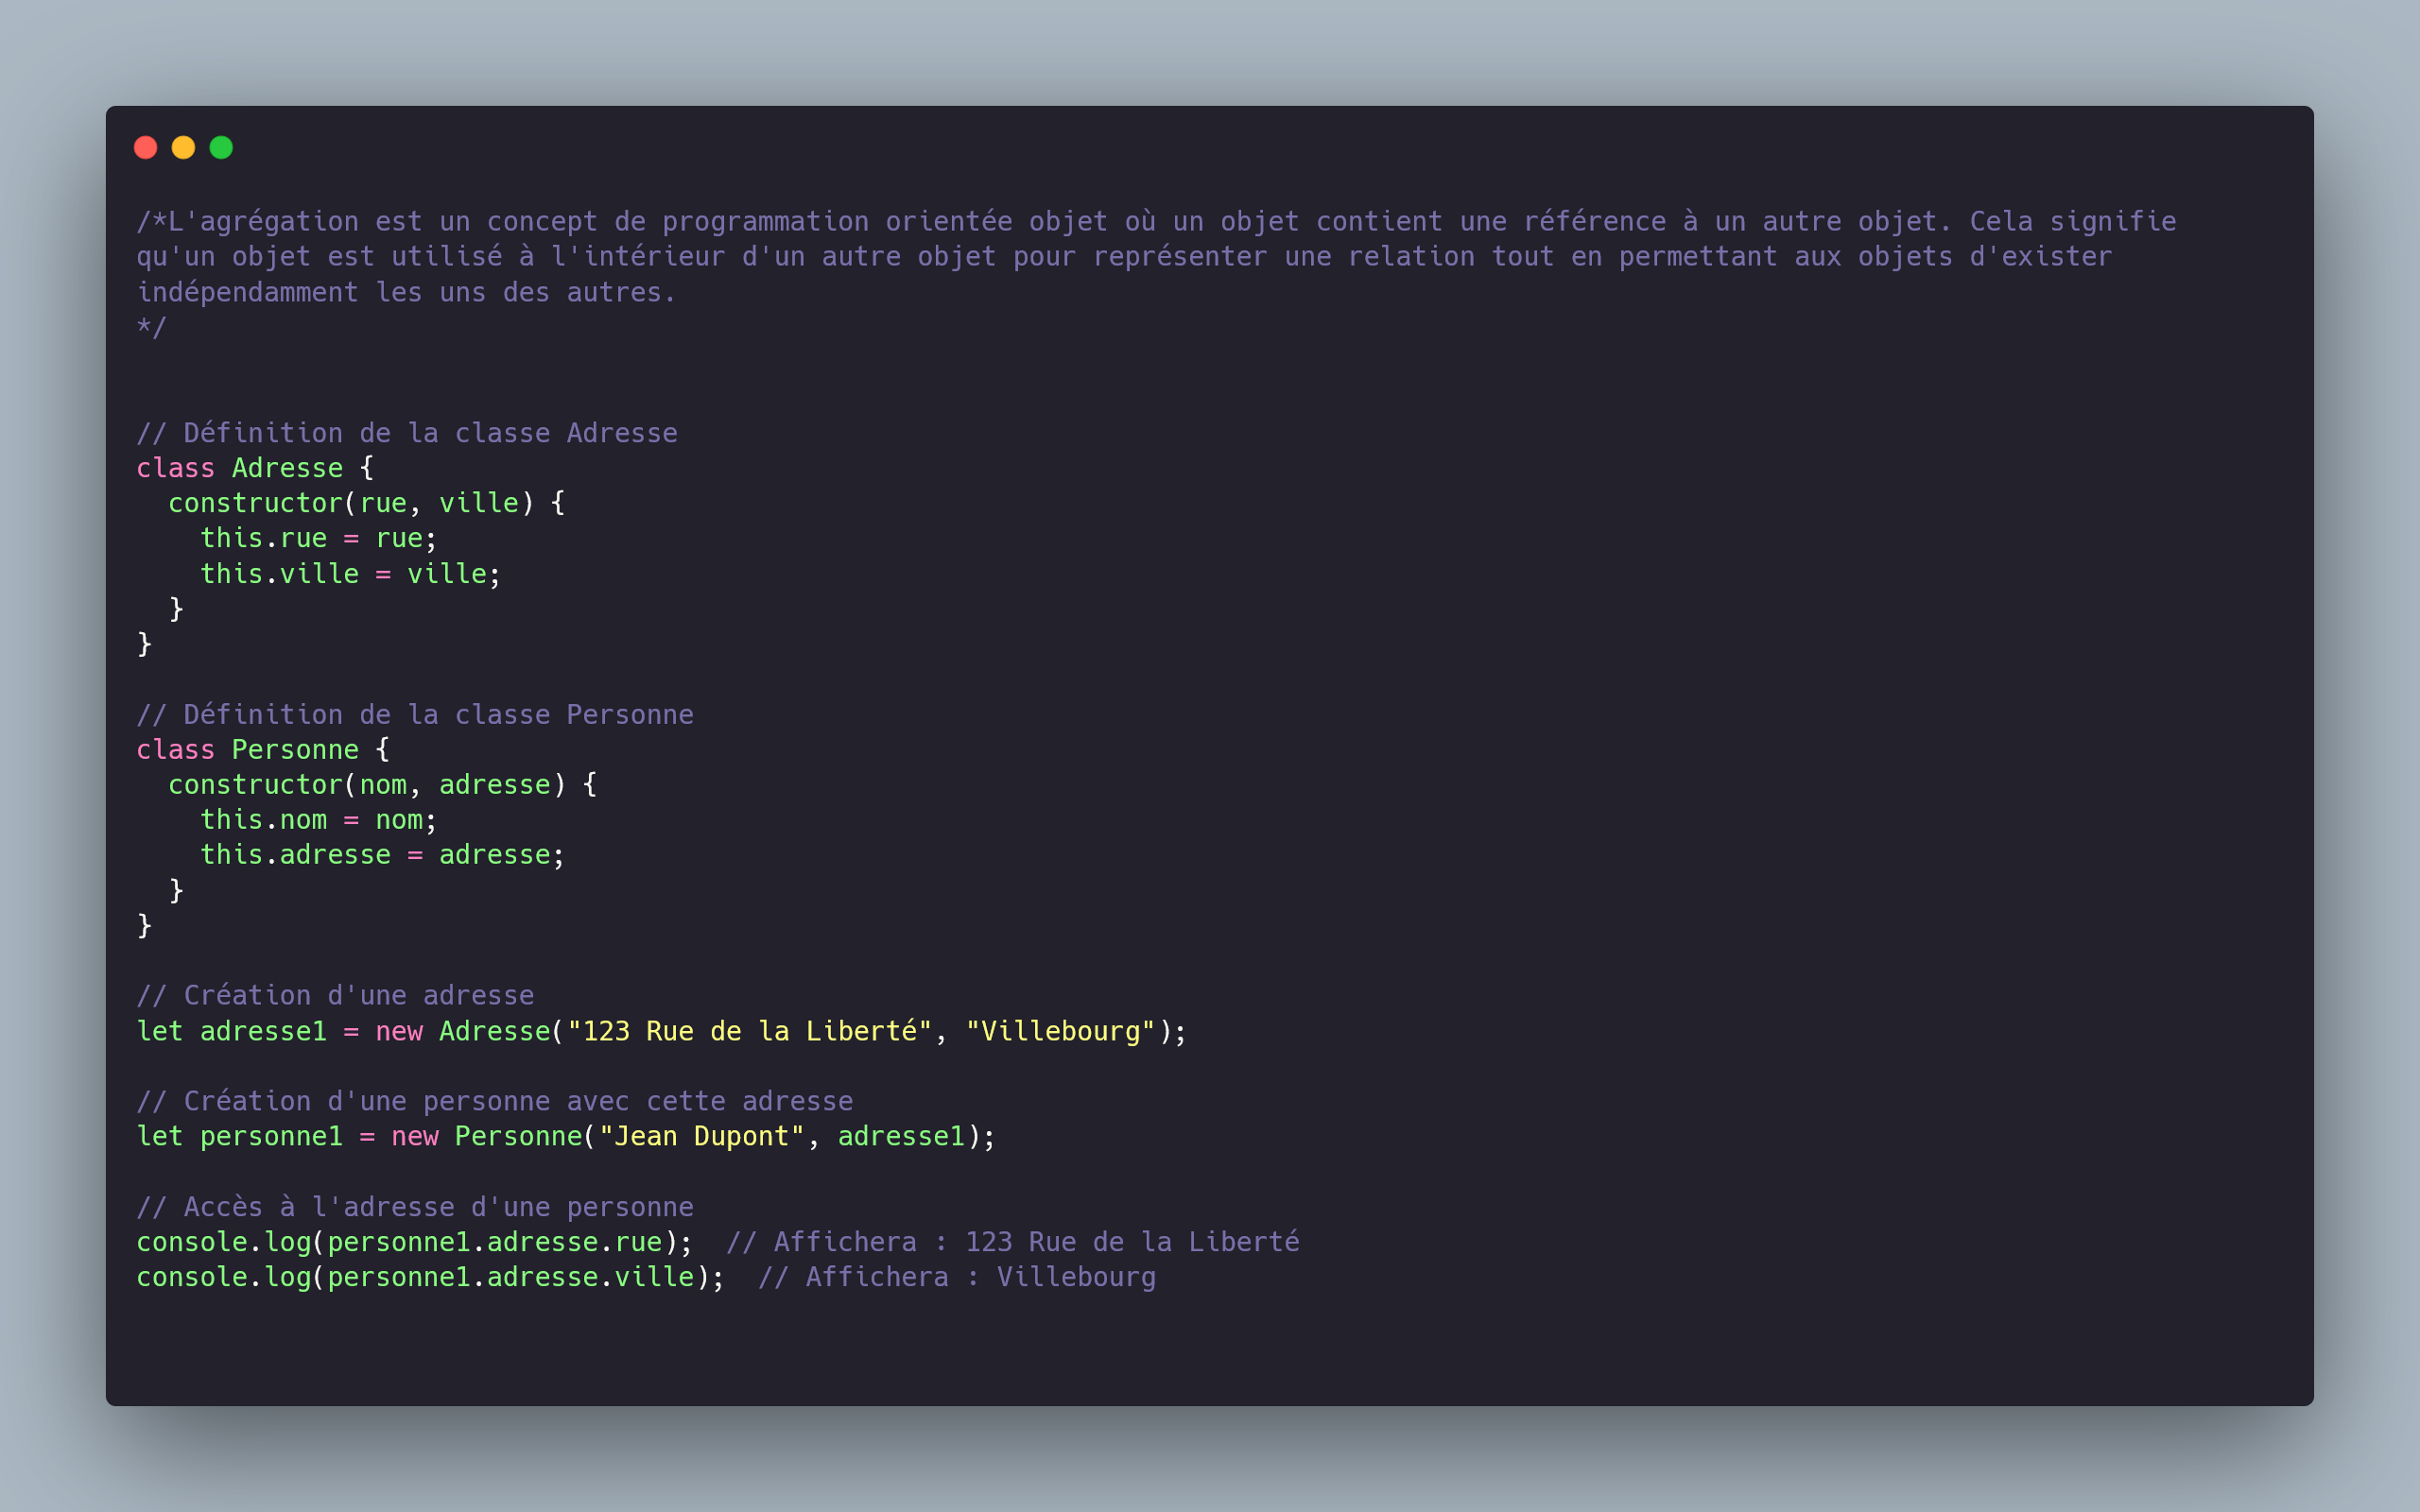 /*L'agrégation est un concept de programmation orientée objet où un objet contient une référence à un autre objet. Cela signifie
qu'un objet est utilisé à l'intérieur d'un autre objet pour représenter une relation tout en permettant aux objets d'exister
indépendamment les uns des autres.
*/
// Définition de la classe Adresse
class Adresse {
  constructor(rue, ville) {
    this.rue = rue;
    this.ville = ville;
  }
}
// Définition de la classe Personne
class Personne {
  constructor(nom, adresse) {
    this.nom = nom;
    this.adresse = adresse;
  }
}
// Création d'une adresse
let adresse1 = new Adresse("123 Rue de la Liberté", "Villebourg");
// Création d'une personne avec cette adresse
let personne1 = new Personne("Jean Dupont", adresse1);
// Accès à l'adresse d'une personne
console.log(personne1.adresse.rue);  // Affichera : 123 Rue de la Liberté
console.log(personne1.adresse.ville);  // Affichera : Villebourg